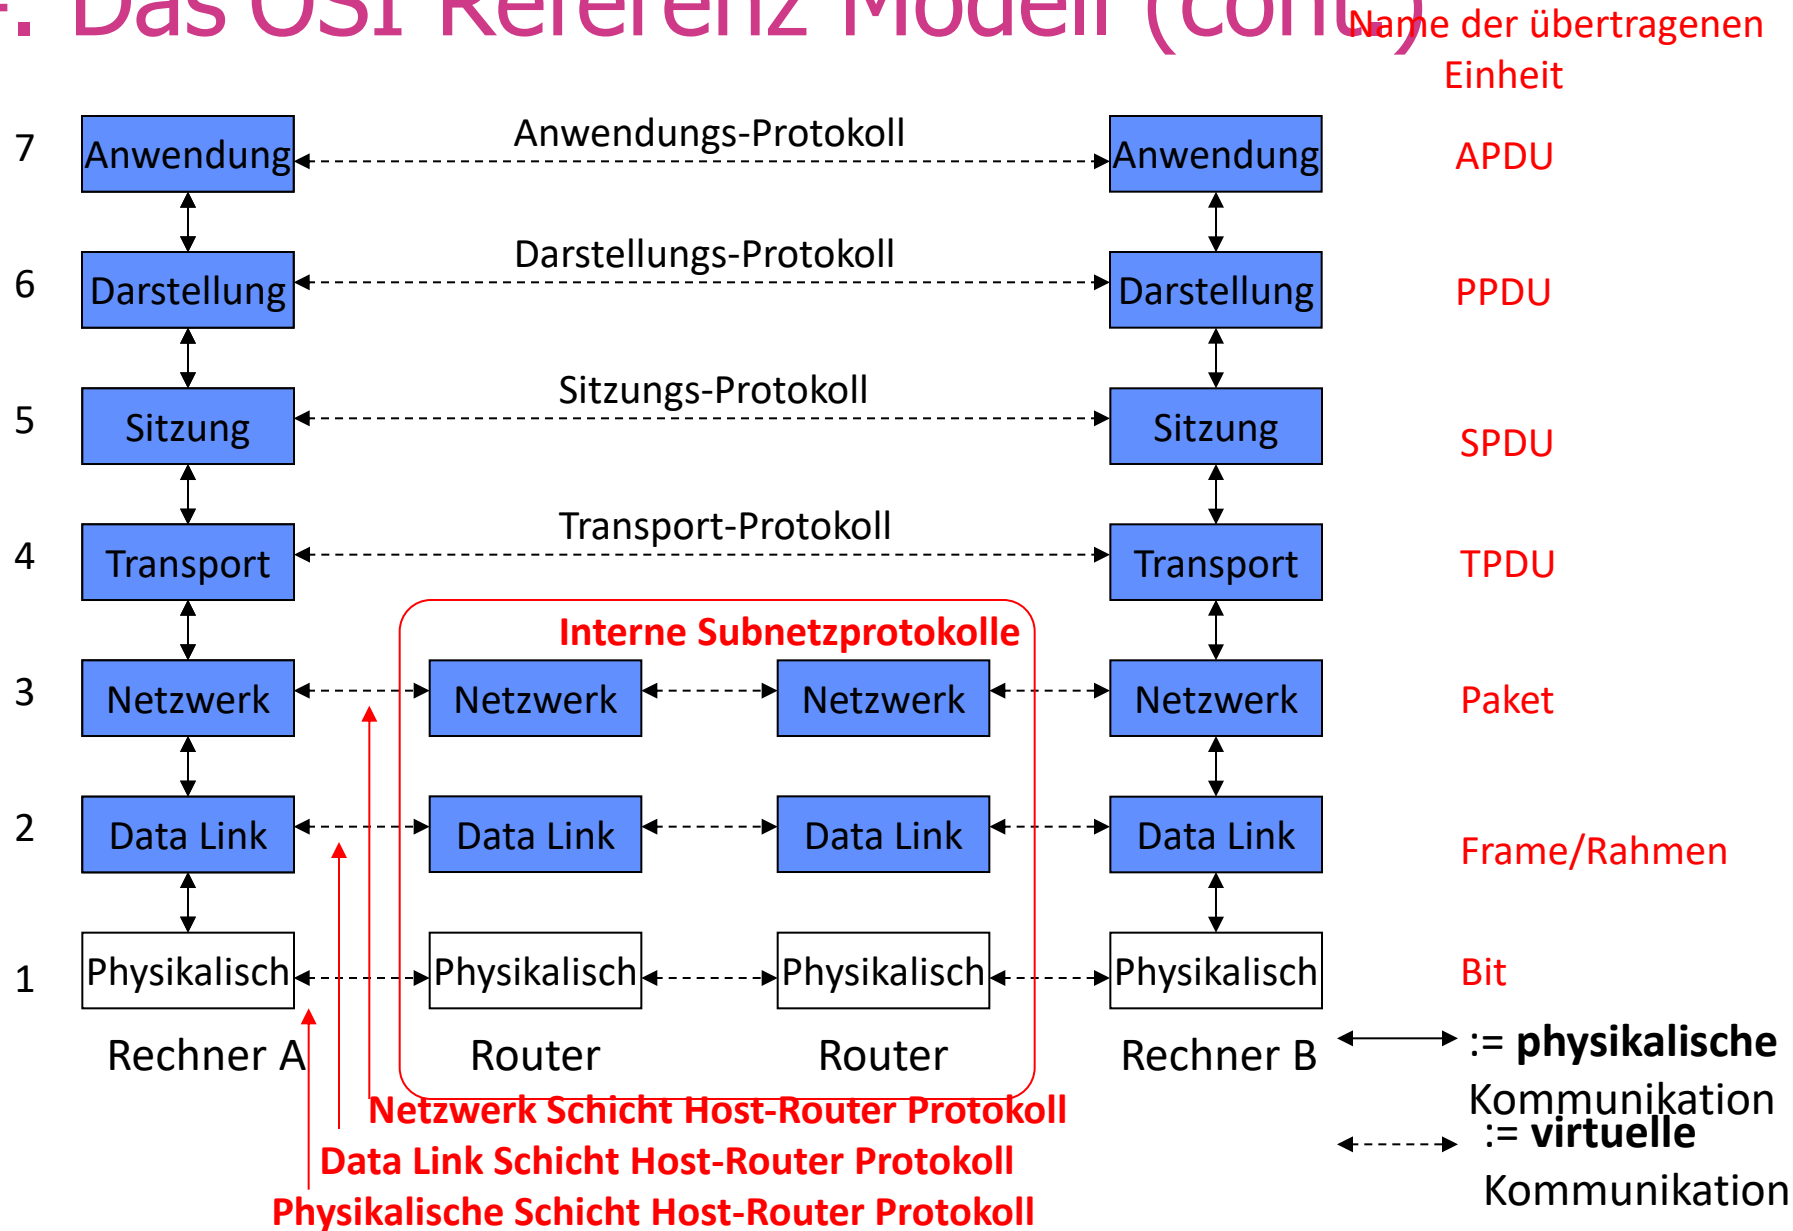 . Das OSI Referenz Modell (cont.)
Name der übertragenen
Einheit
7
Anwendung
Anwendungs-Protokoll
Anwendung
APDU
6
Darstellung
Darstellungs-Protokoll
Darstellung
PPDU
5
Sitzung
Sitzungs-Protokoll
Sitzung
SPDU
4
Transport
Transport-Protokoll
Transport
TPDU
Interne Subnetzprotokolle
3
Netzwerk
Netzwerk
Netzwerk
Netzwerk
Paket
2
Data Link
Data Link
Data Link
Data Link
Frame/Rahmen
1
Physikalisch
Physikalisch
Physikalisch
Physikalisch
Bit
Rechner A
Router
Router
Rechner B
:= physikalische
Kommunikation
:= virtuelle
Kommunikation
Netzwerk Schicht Host-Router Protokoll
Data Link Schicht Host-Router Protokoll
Physikalische Schicht Host-Router Protokoll